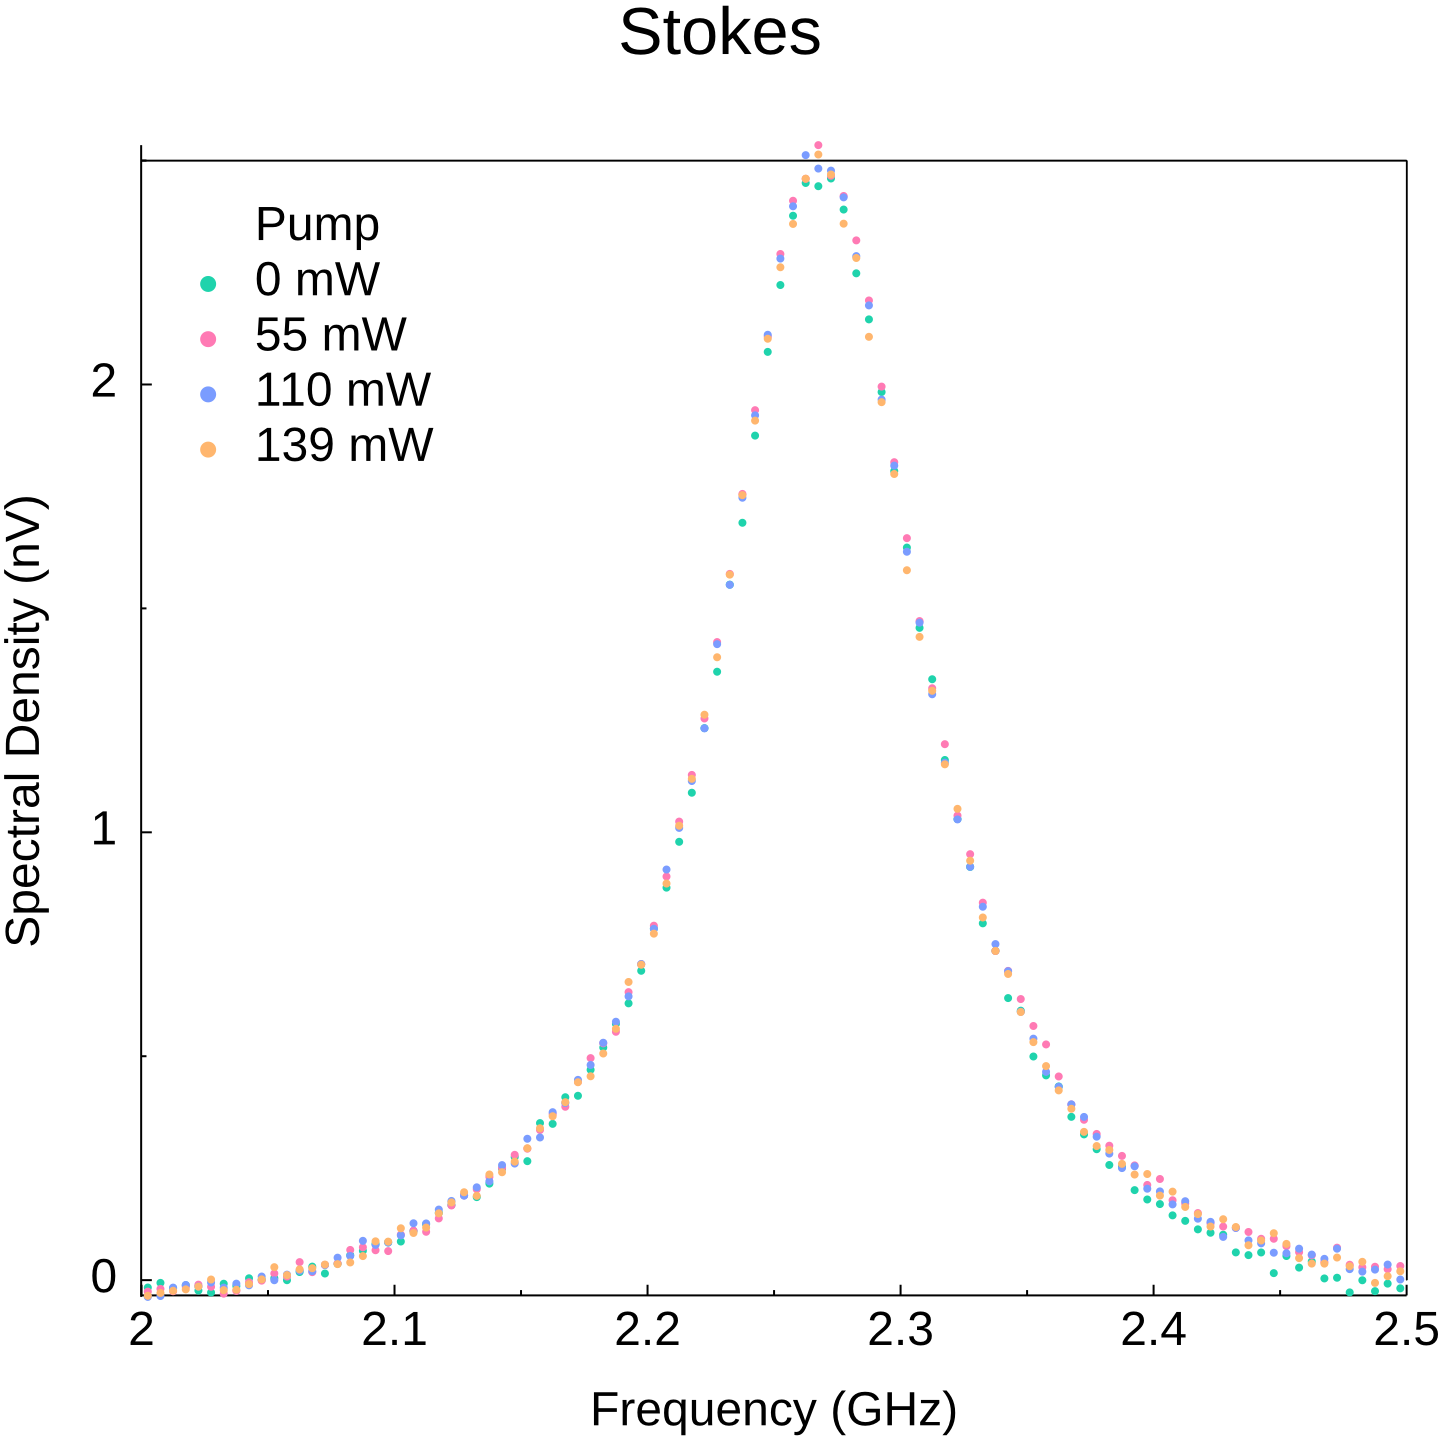 Stokes
Pump
0 mW
55 mW
110 mW
139 mW
Spectral Density (nV)
2
1
0
2
2.1
2.2
2.3
2.4
2.5
Frequency (GHz)